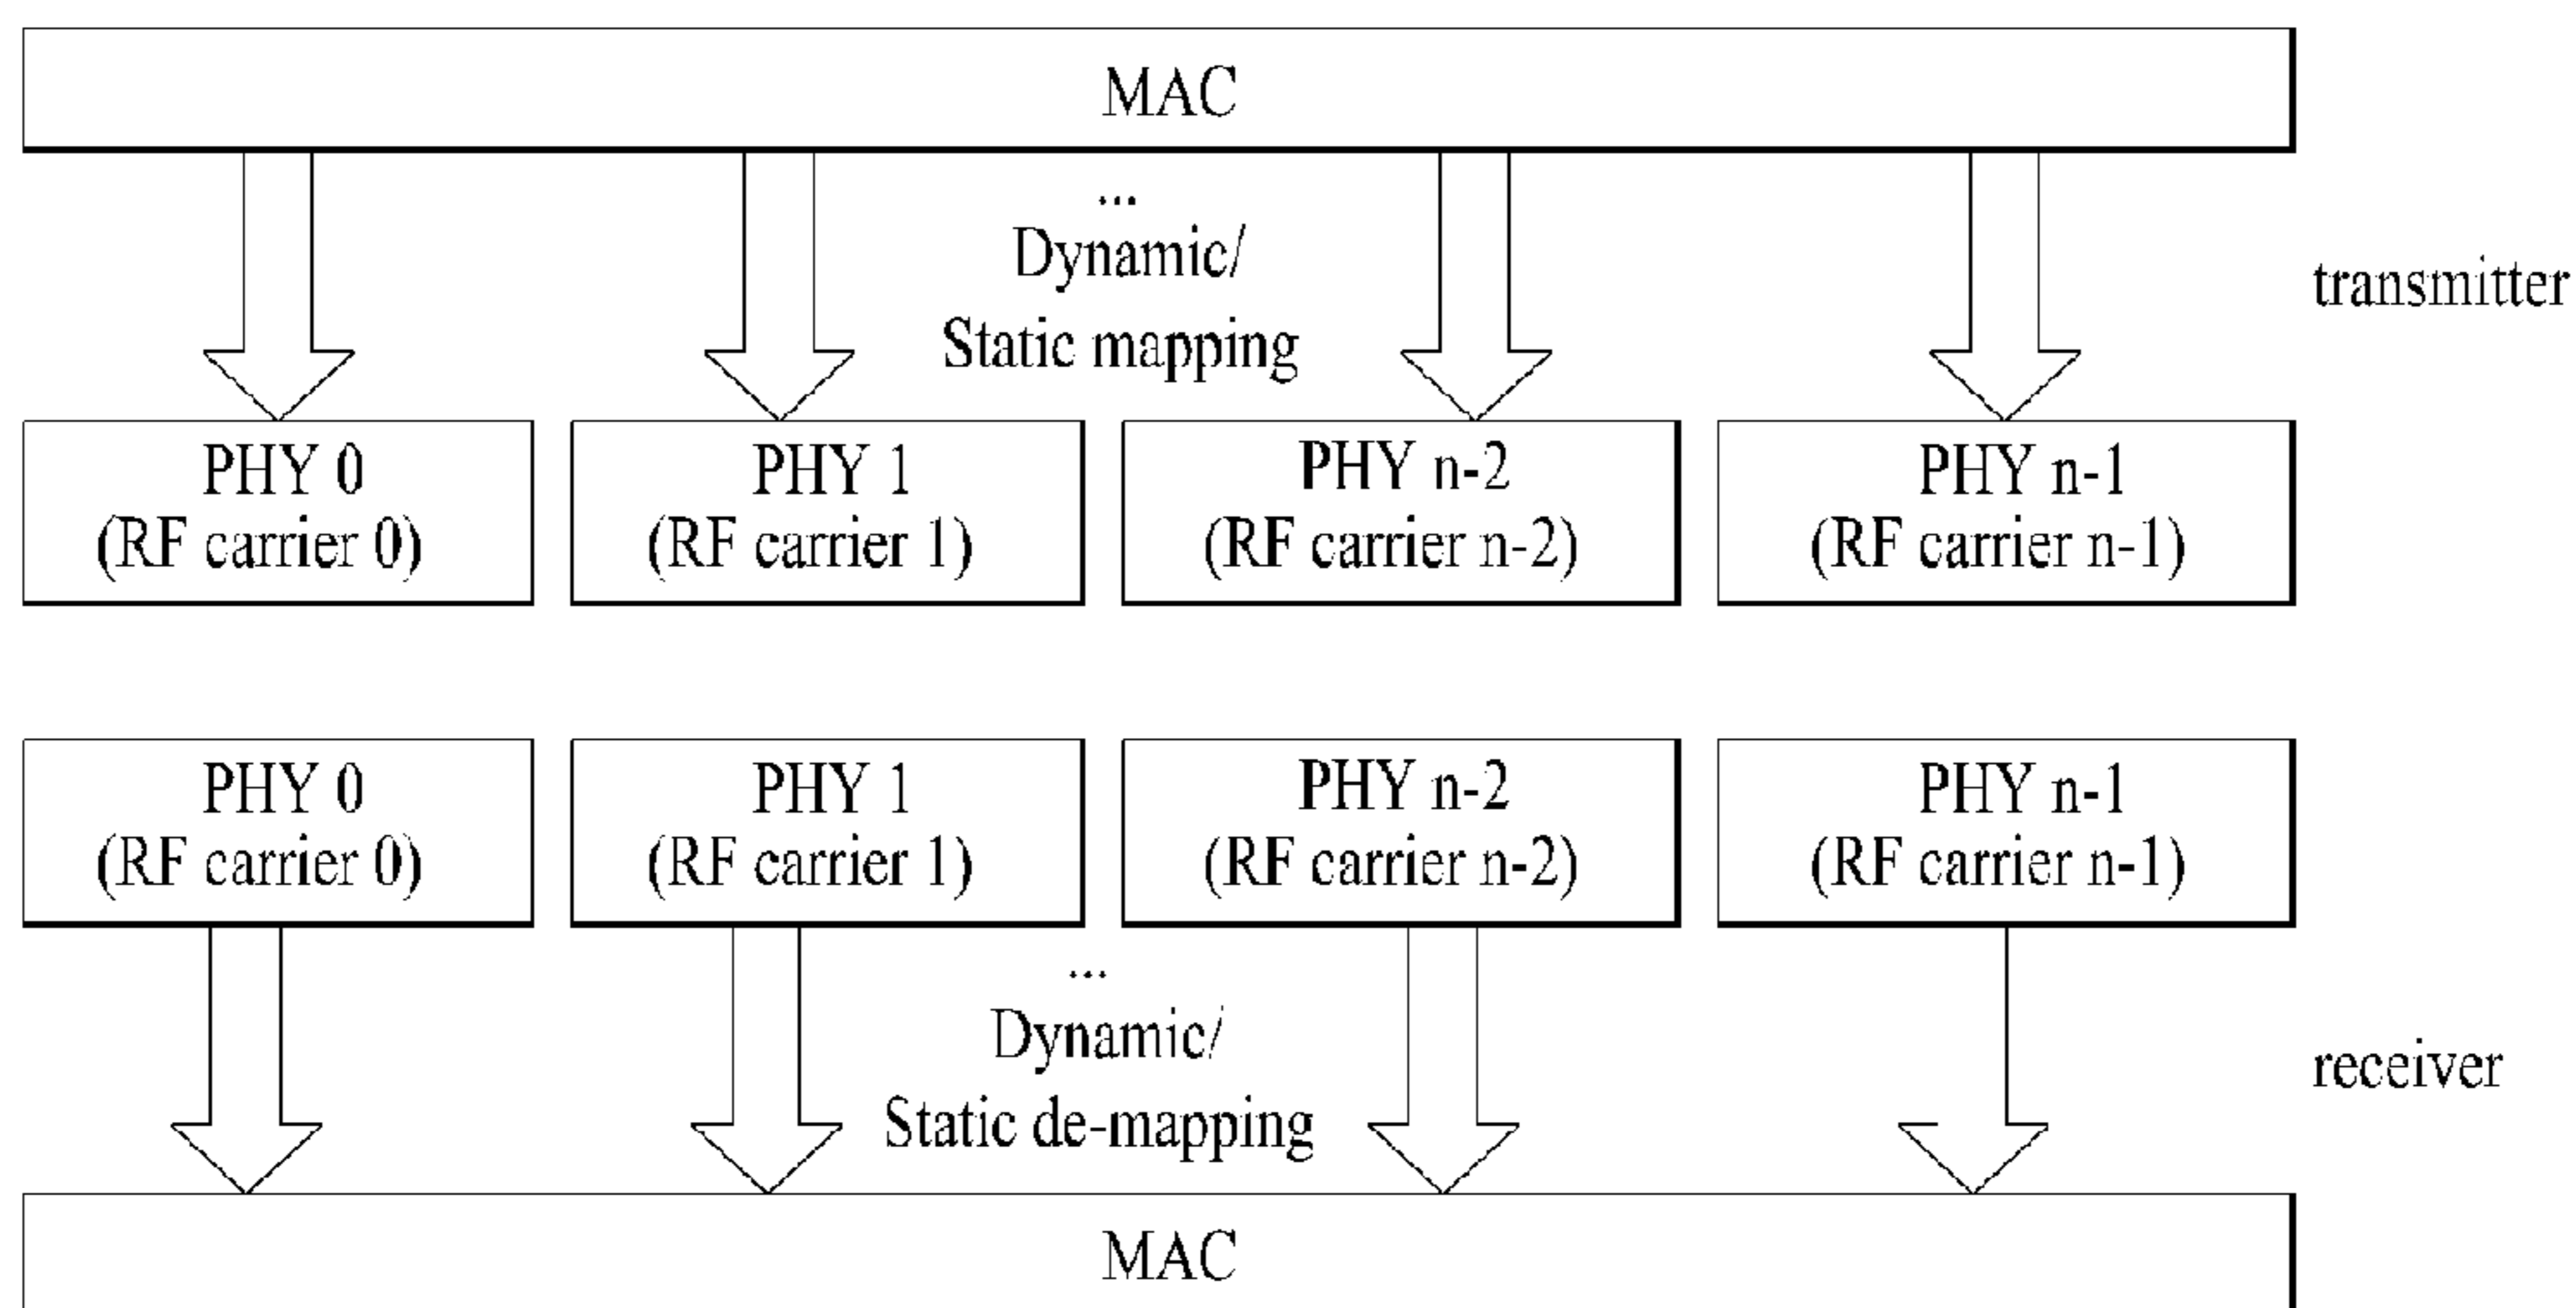 MAC
...
Dynamic/
Static mapping
transmitter
PHY 0
(RF carrier 0)
PHY 1
(RF carrier 1)
PHY n-2
(RF carrier n-2)
PHY n-1
(RF carrier n-1)
PHY 0
(RF carrier 0)
PHY 1
(RF carrier 1)
PHY n-2
(RF carrier n-2)
PHY n-1
(RF carrier n-1)
...
Dynamic/
Static de-mapping
receiver
MAC